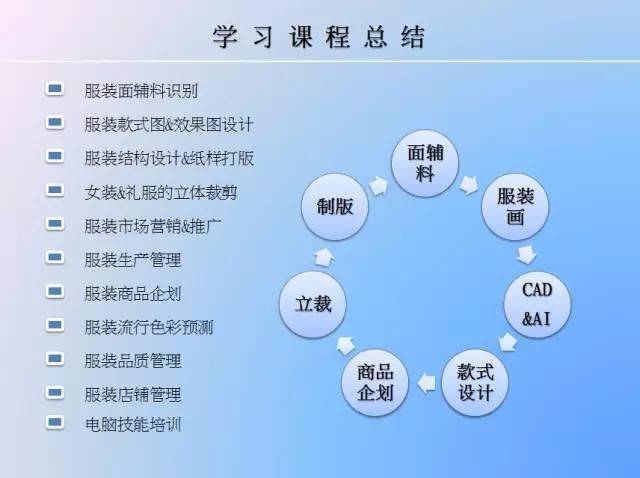 学习课程总结
服装面辅料识别
服装款式图&效果图设计
服装结构设计&纸样打版
女装&礼服的立体裁剪
服装市场营销&推广
服装生产管理
服装商品企划
服装流行色彩预测
服装品质管理
服装店铺管理
电脑技能培训
面辅
料
服装
画
CAD
&AI
款式
设计
商品
企划
立裁
制版